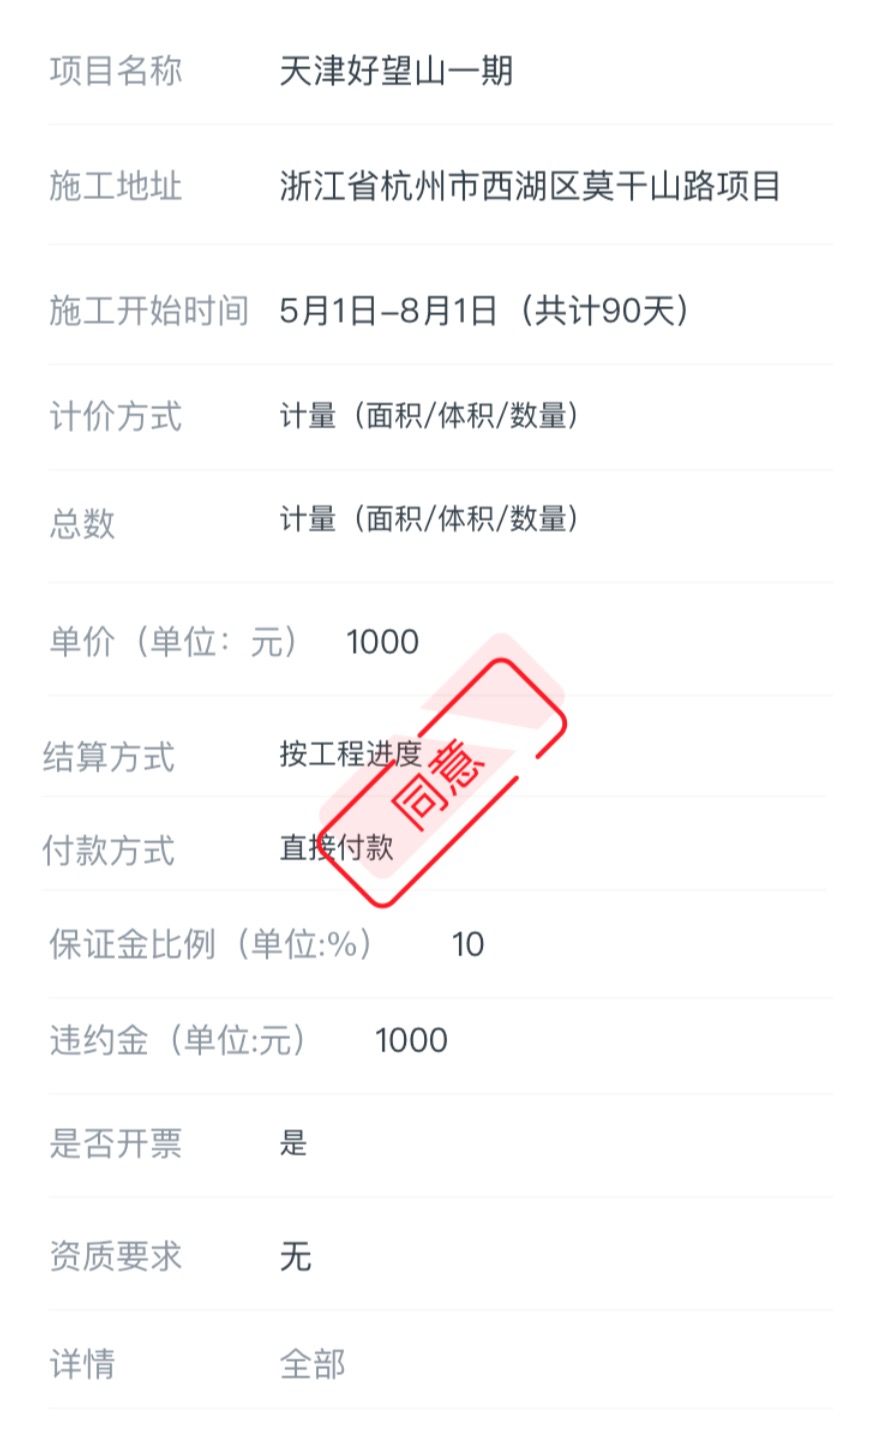 项目名称 天津好望山一期
施工地址 浙江省杭州市西湖区莫干山路项目
施工开始时间 5月1日-8月1日（共计90天）
计价方式 计量（面积/体积/数量）
总数 计量（面积/体积/数量）
单价（单位：元） 1000
结算方式 按工程进度
同意
付款方式 直接付款
保证金比例（单位:%） 10
违约金（单位:元） 1000
是否开票 是
资质要求 无
详情 全部